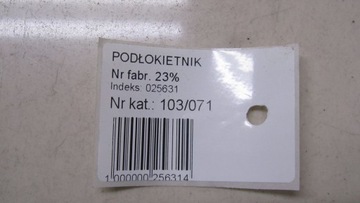 PODŁOKIETNIK
Nr fabr. 23%
Indeks: 025631
Nr kat.: 103/071
1 000000 256314